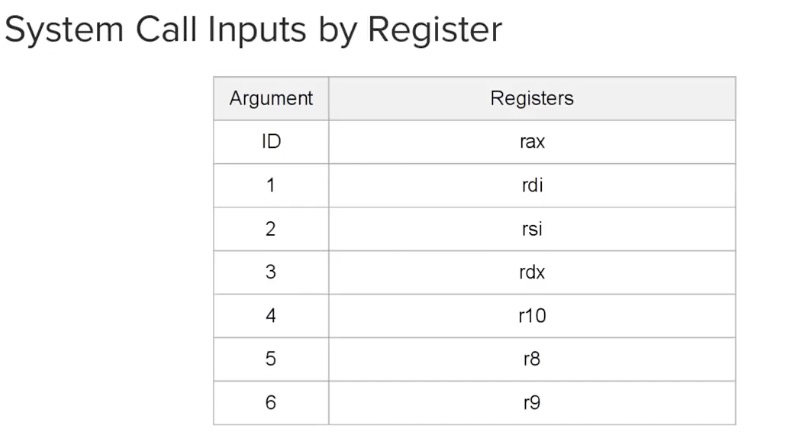 System Call Inputs by Register
Argument Registers
ID rax
1 rdi
2 rsi
3 rdx
4 r10
5 r8
6 r9